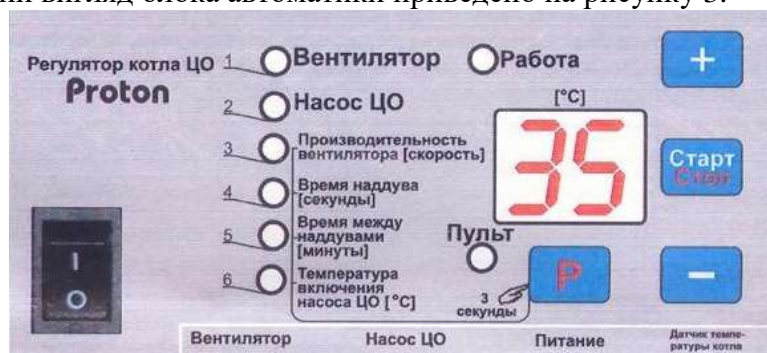 вигляд блока автоматики приведено на рисунку 3.
Регулятор котла ЦО
Proton
1 Вентилятор
Работа
2 Насос ЦО
3 Производительность
вентилятора [скорость]
4 Время наддува
[секунды]
5 Время между
наддувами
[минуты]
6 Температура
включения
насоса ЦО [°C]
[°C]
35
Пульт
3
секунды
P
+
Старт
Стоп
−
I
O
Вентилятор
Насос ЦО
Питание
Датчик темпе-
ратуры котла